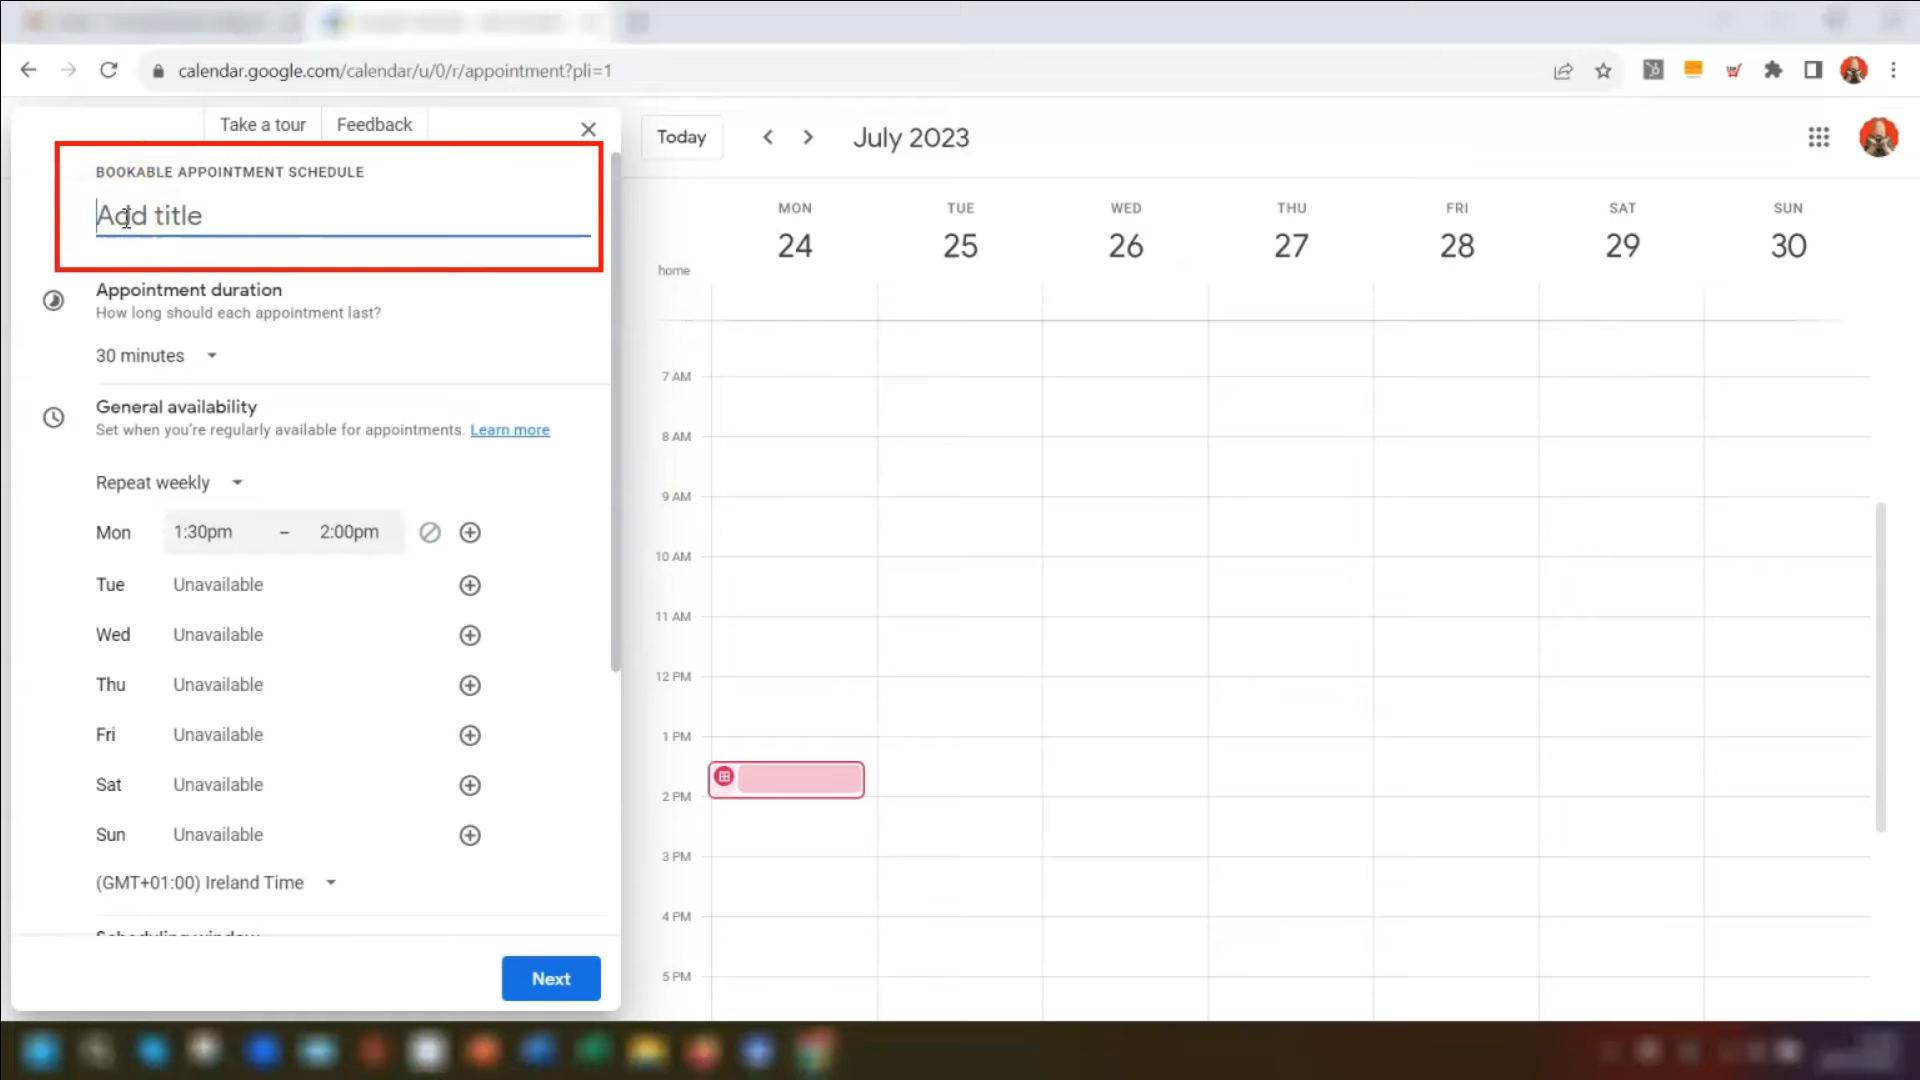 calendar.google.com/calendar/u/0/r/appointment?pli=1
Take a tour
Feedback
BOOKABLE APPOINTMENT SCHEDULE
Add title
Appointment duration
How long should each appointment last?
30 minutes
General availability
Set when you're regularly available for appointments. Learn more
Repeat weekly
Mon 1:30pm – 2:00pm
Tue Unavailable
Wed Unavailable
Thu Unavailable
Fri Unavailable
Sat Unavailable
Sun Unavailable
(GMT+01:00) Ireland Time
Scheduling window
Next
Today
July 2023
MON TUE WED THU FRI SAT SUN
24 25 26 27 28 29 30
home
7 AM
8 AM
9 AM
10 AM
11 AM
12 PM
1 PM
2 PM
3 PM
4 PM
5 PM